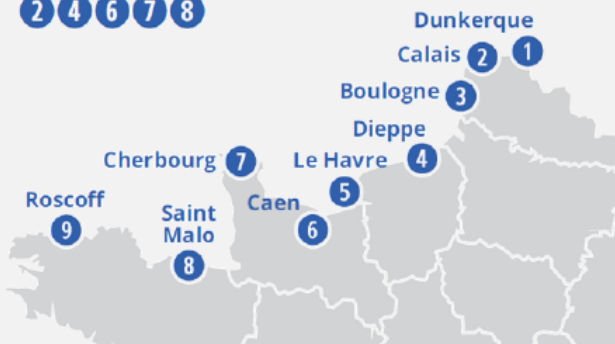 2 4 6 7 8
Dunkerque
1
Calais 2
Boulogne 3
Dieppe
4
Cherbourg 7
Le Havre
5
Roscoff
9
Caen
6
Saint
Malo
8